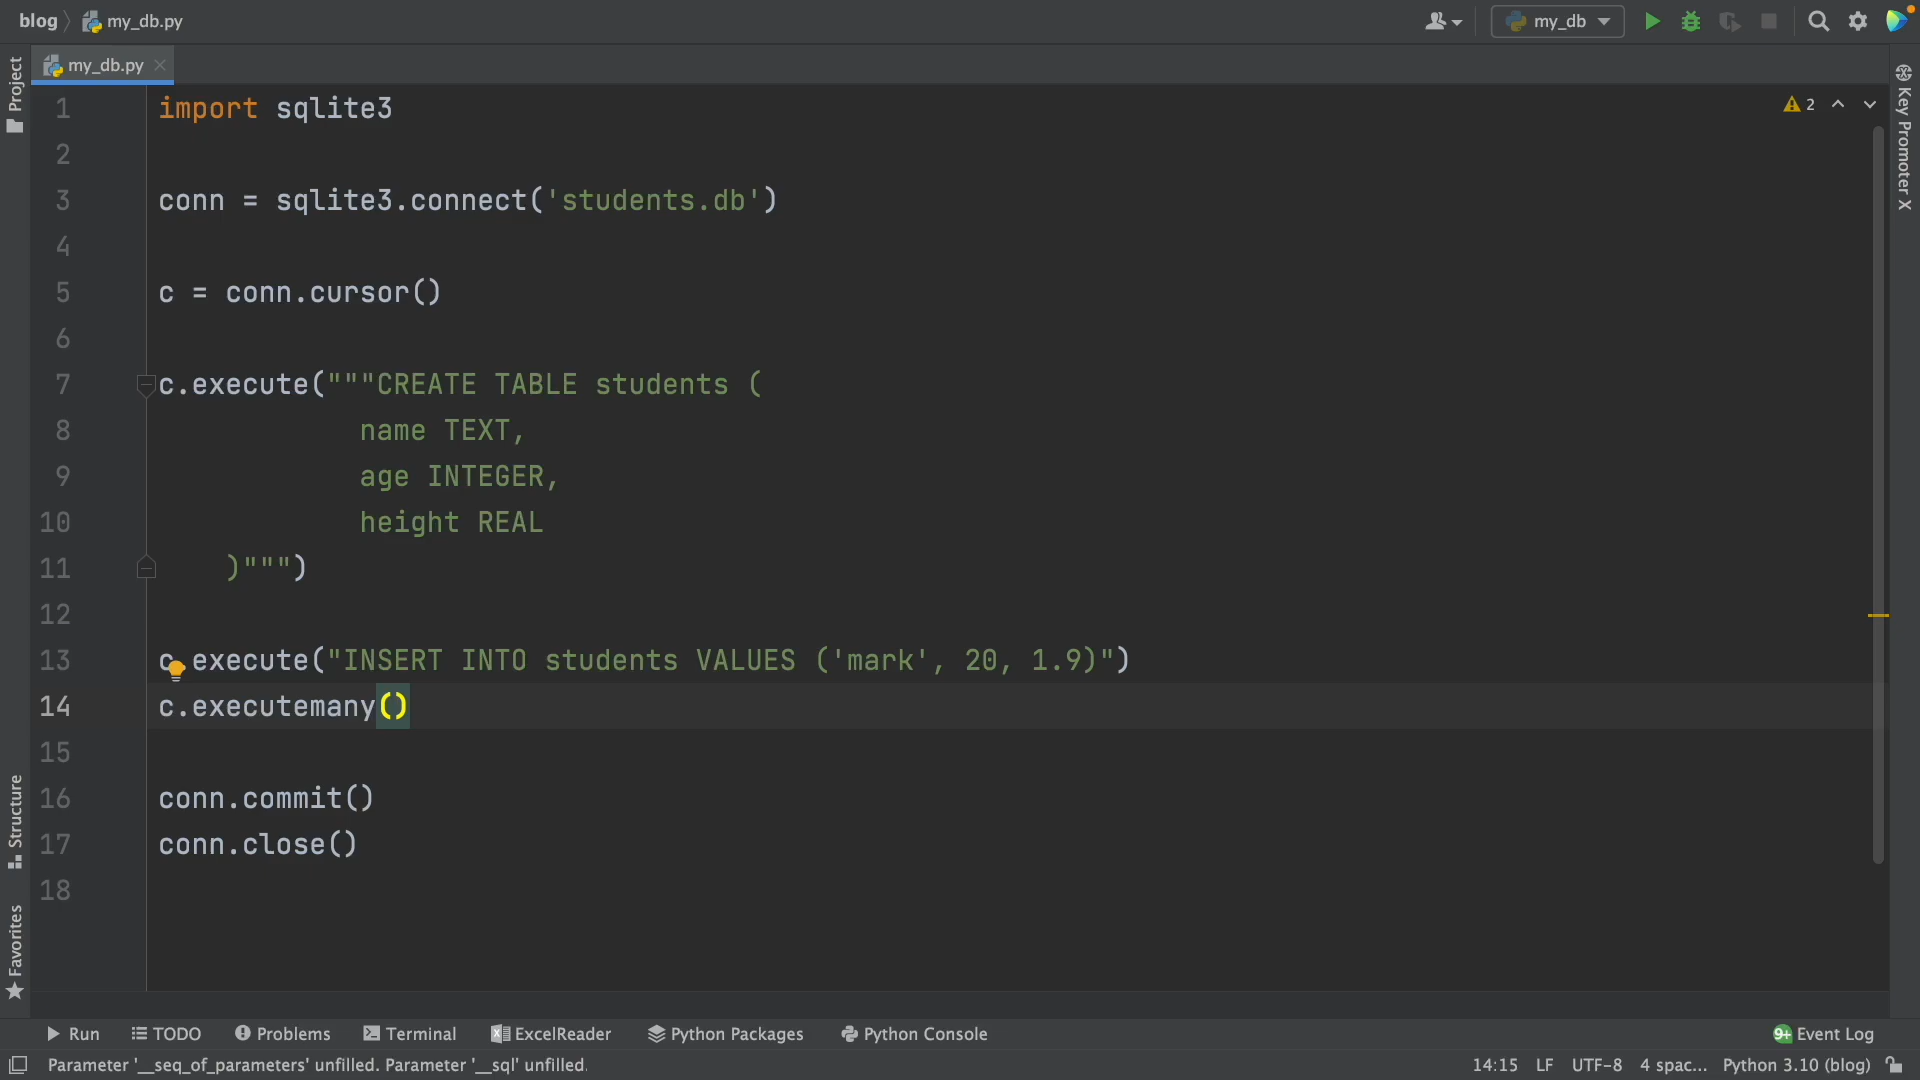 blog my_db.py my_db
my_db.py
Project
Key Promoter X
2
1 import sqlite3
2
3 conn = sqlite3.connect('students.db')
4
5 c = conn.cursor()
6
7 c.execute("""CREATE TABLE students (
8 name TEXT,
9 age INTEGER,
10 height REAL
11 )""")
12
13 c.execute("INSERT INTO students VALUES ('mark', 20, 1.9)")
14 c.executemany()
15
16 conn.commit()
17 conn.close()
18
Structure
Favorites
Run TODO Problems Terminal ExcelReader Python Packages Python Console 9+ Event Log
Parameter '__seq_of_parameters' unfilled. Parameter '__sql' unfilled. 14:15 LF UTF-8 4 spac... Python 3.10 (blog)